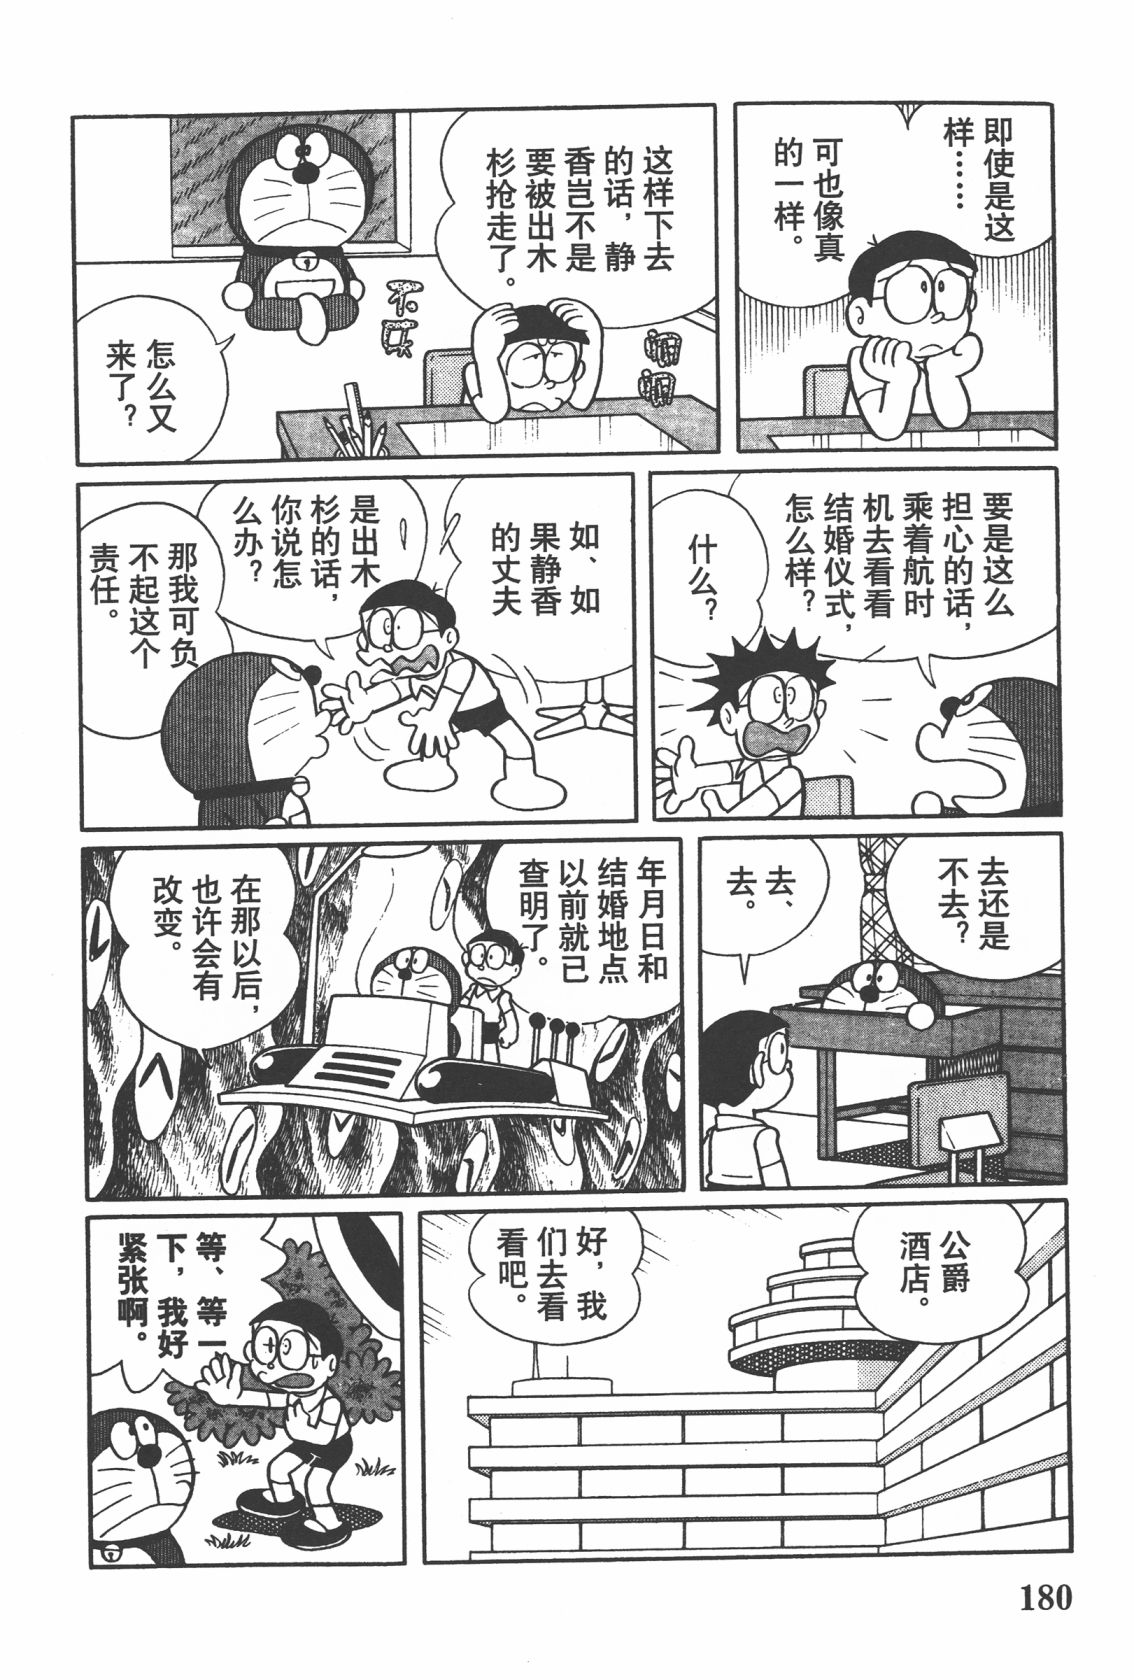 即使是这
样……
可也像真
的一样。
这样下去
的话，静
香岂不是
要被出木
杉抢走了。
啊
啊
不灵
怎么又
来了？
要是这么
担心的话，
乘着航时
机去看看
结婚仪式，
怎么样？
什么？
如、如
果静香
的丈夫
是出木
杉的话，
你说怎
么办？
那我可负
不起这个
责任。
去还是
不去？
去、
去。
年月日和
结婚地点
以前就已
查明了。
在那以后，
也许会有
改变。
公爵
酒店。
好，我
们去看
看吧。
等、等一
下，我好
紧张啊。
180